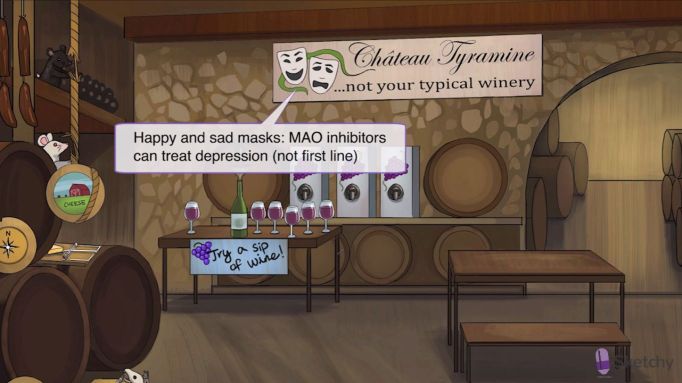 Château Tyramine
...not your typical winery
Happy and sad masks: MAO inhibitors
can treat depression (not first line)
CHEESE
N
Try a sip
of wine!
sketchy